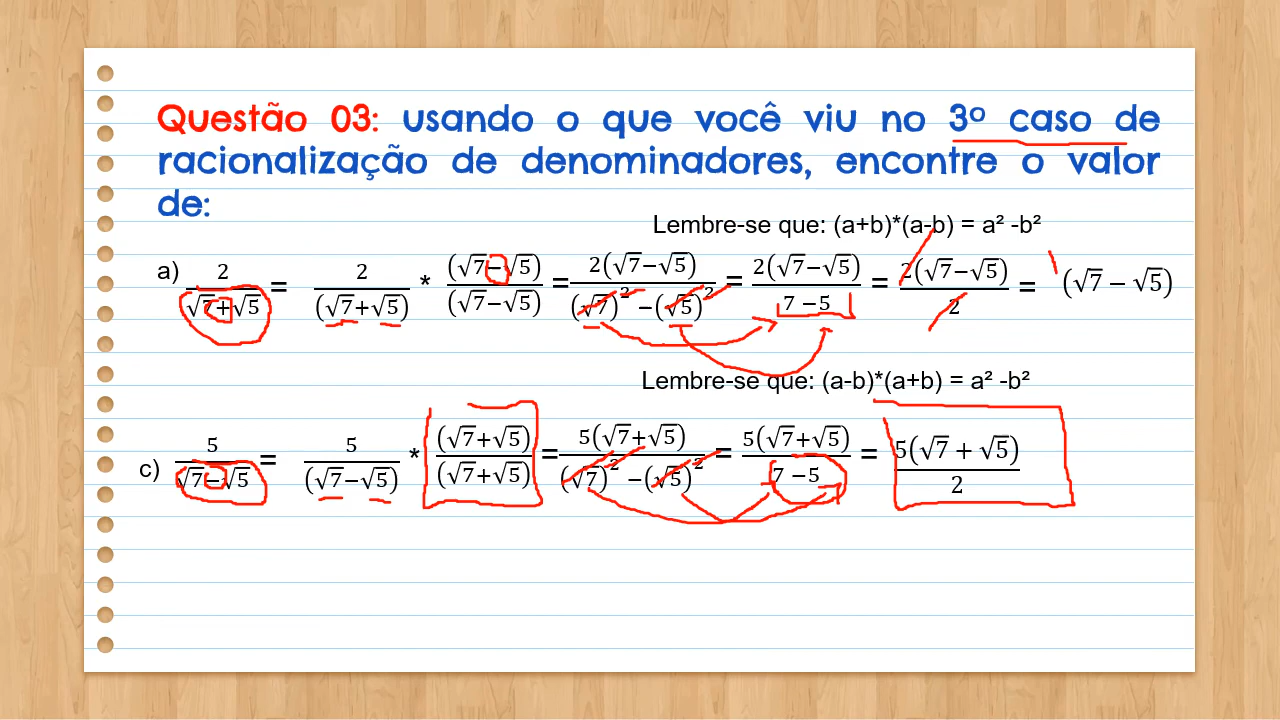 Questão 03: usando o que você viu no 3º caso de
racionalização de denominadores, encontre o valor
de:
Lembre-se que: (a+b)*(a-b) = a² -b²
a) 2/(√7+√5) = 2/(√7+√5) * (√7−√5)/(√7−√5) = 2(√7−√5)/((√7)²−(√5)²) = 2(√7−√5)/(7 −5) = 2(√7−√5)/2 = (√7 − √5)
Lembre-se que: (a-b)*(a+b) = a² -b²
c) 5/(√7−√5) = 5/(√7−√5) * (√7+√5)/(√7+√5) = 5(√7+√5)/((√7)²−(√5)²) = 5(√7+√5)/(7 −5) = 5(√7 + √5)/2